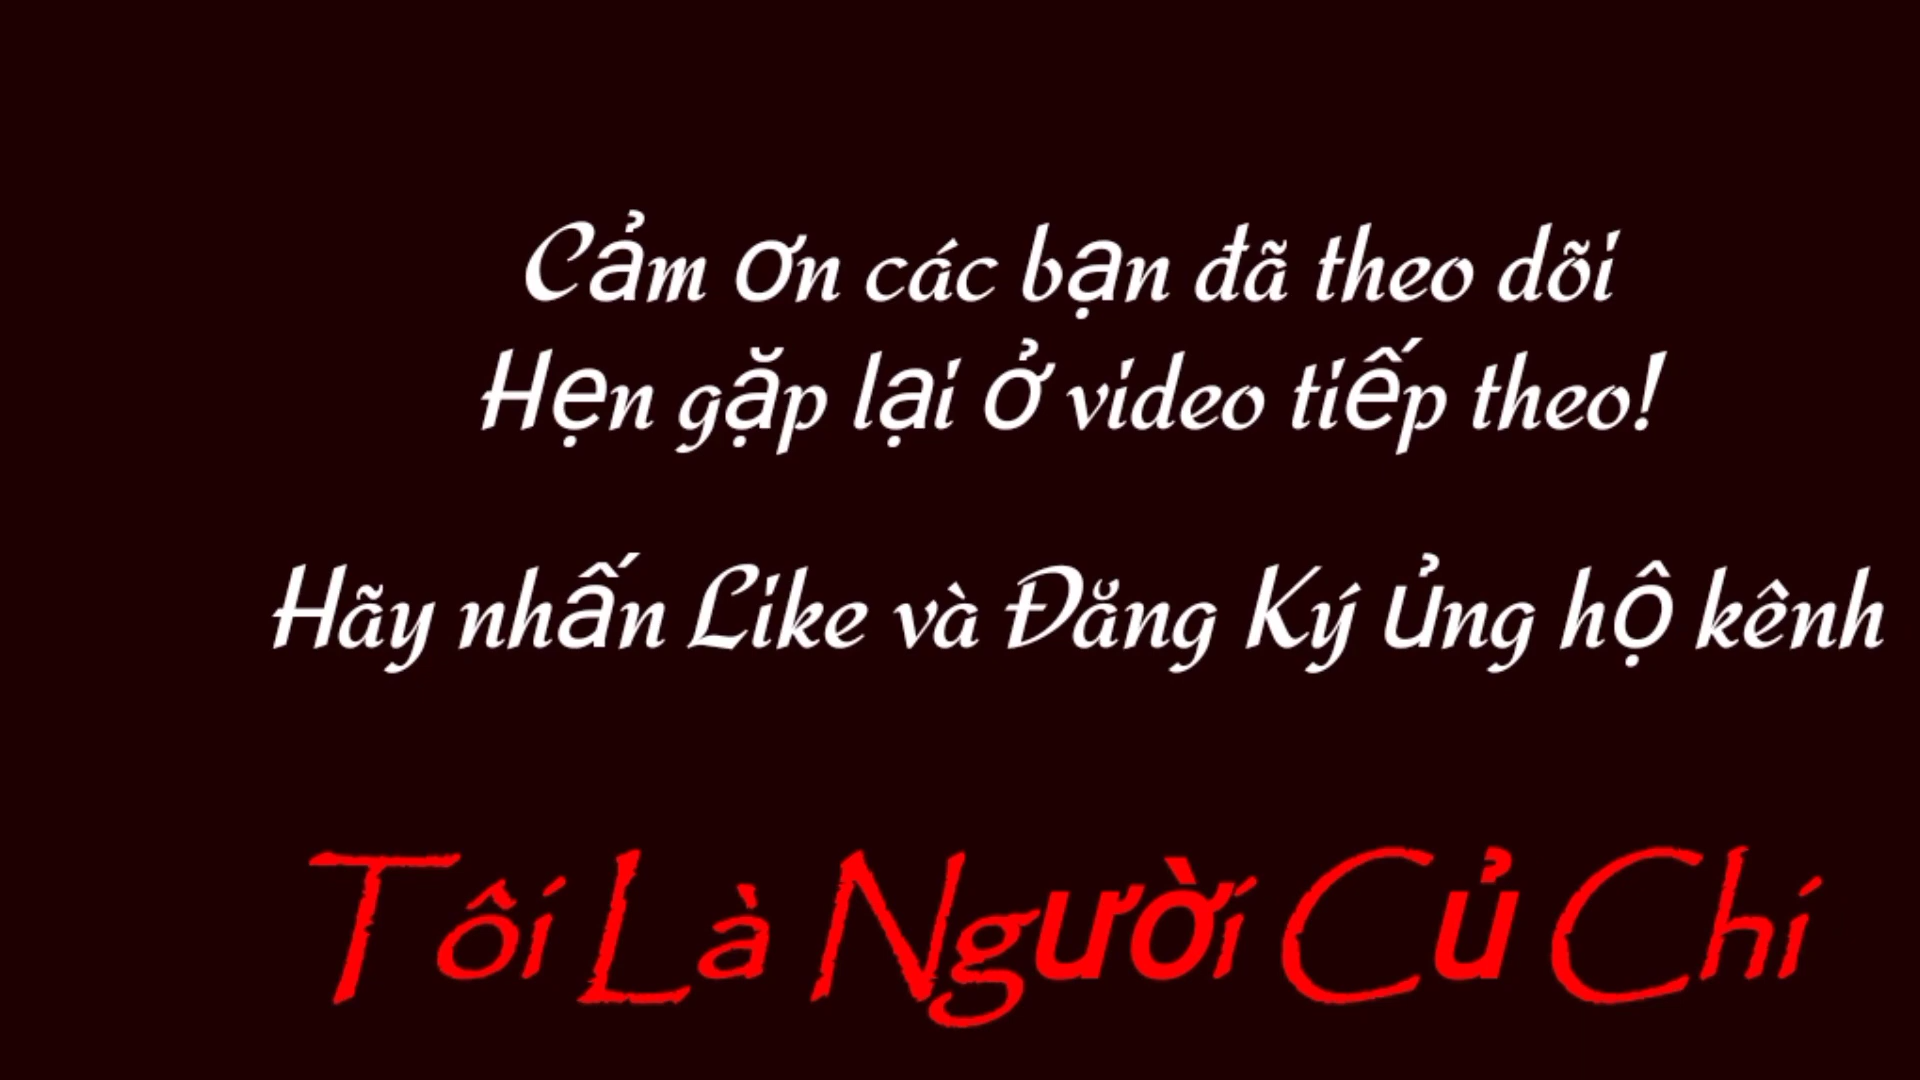 Cảm ơn các bạn đã theo dõi
Hẹn gặp lại ở video tiếp theo!
Hãy nhấn Like và Đăng Ký ủng hộ kênh
Tôi Là Người Củ Chi